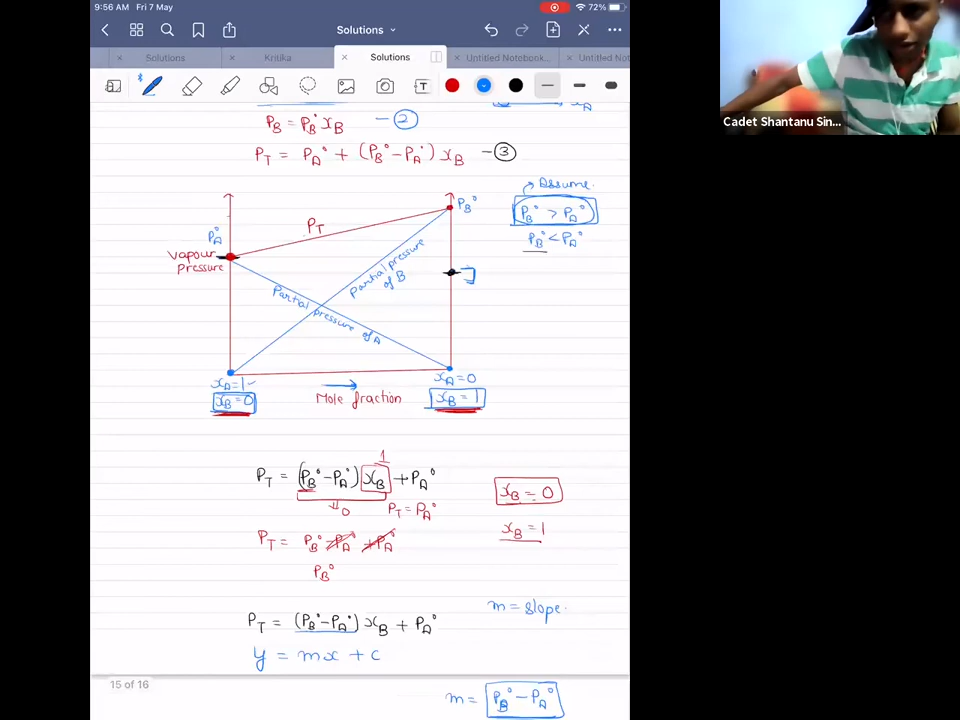 9:56 AM Fri 7 May
72%
Solutions
Solutions
Kritika
Solutions
Untitled Notebook...
Untitled Notebo
T
Cadet Shantanu Sin...
x_A
P_B = P_B° x_B — ②
P_T = P_A° + (P_B° − P_A°) x_B — ③
Assume.
P_B° > P_A°
P_B° < P_A°
P_B°
P_A°
P_T
Vapour
pressure
Partial pressure
of B
Partial pressure of A
x_A = 1
x_B = 0
x_A = 0
x_B = 1
Mole fraction
1
P_T = (P_B° − P_A°) x_B + P_A°
0
P_T = P_A°
x_B = 0
x_B = 1
P_T = P_B° − P_A° + P_A°
P_B°
m = slope.
P_T = (P_B° − P_A°) x_B + P_A°
y = mx + c
15 of 16
m = P_B° − P_A°